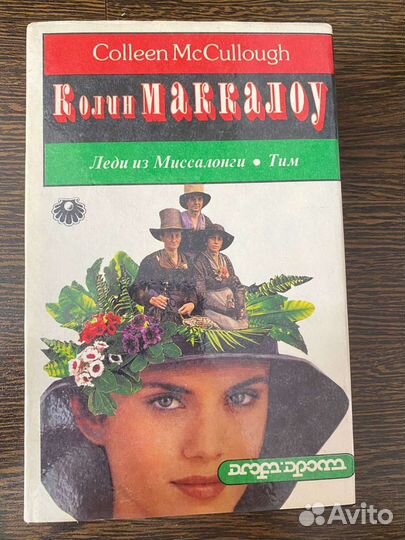 Colleen McCullough
Колин МАККАЛОУ
Леди из Миссалонги • Тим
Avito